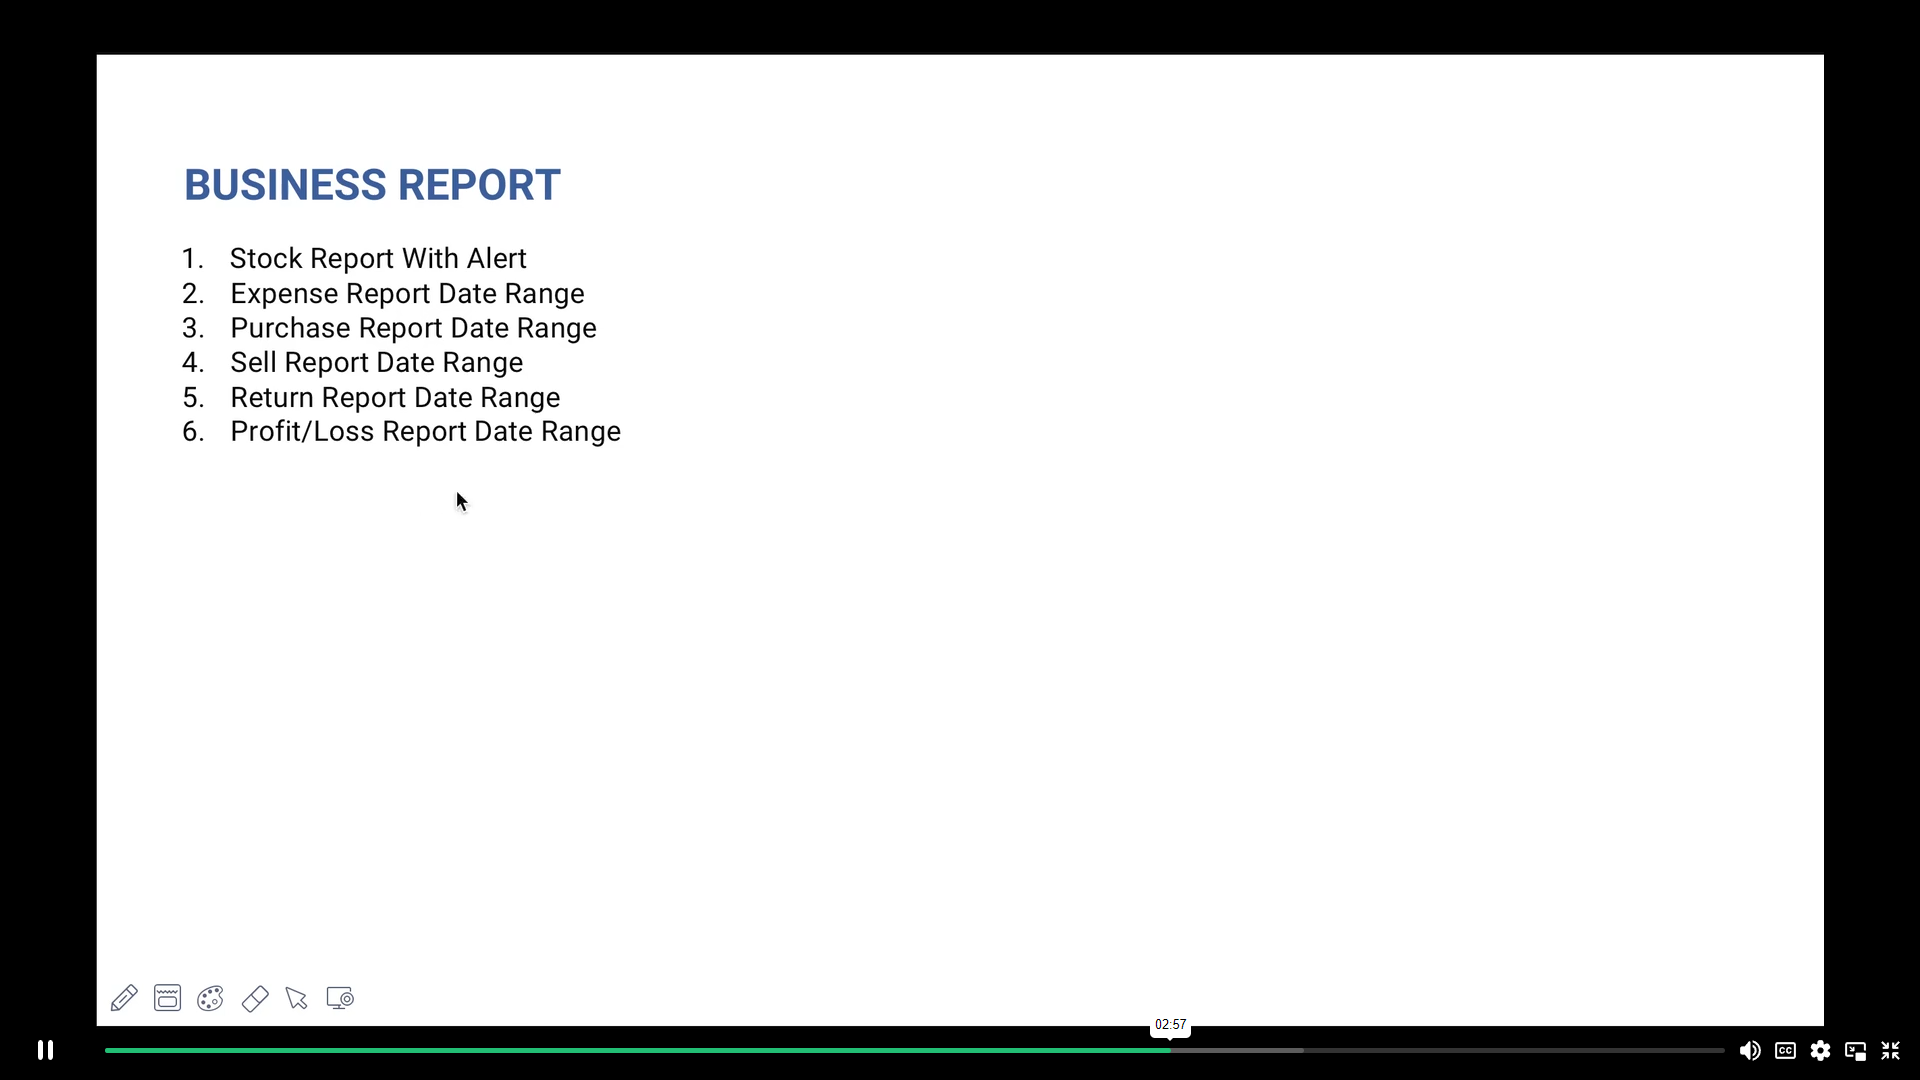 BUSINESS REPORT
1. Stock Report With Alert
2. Expense Report Date Range
3. Purchase Report Date Range
4. Sell Report Date Range
5. Return Report Date Range
6. Profit/Loss Report Date Range
02:57
CC